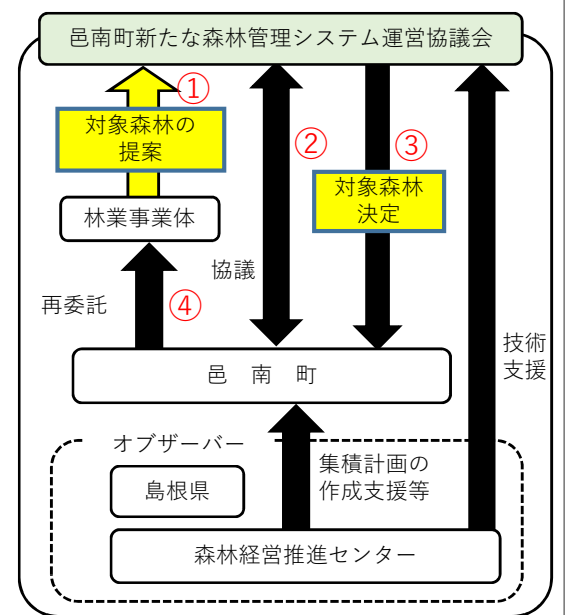 邑南町新たな森林管理システム運営協議会
①
対象森林の
提案
②
③
対象森林
決定
林業事業体
協議
再委託
④
技術
支援
邑 南 町
オブザーバー
集積計画の
作成支援等
島根県
森林経営推進センター